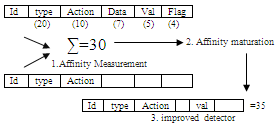 Id type Action Data Val Flag
(20) (10) (7) (5) (4)
∑=30
2. Affinity maturation
1.Affinity Measurement
Id type Action
Id type Action val =35
3. improved detector